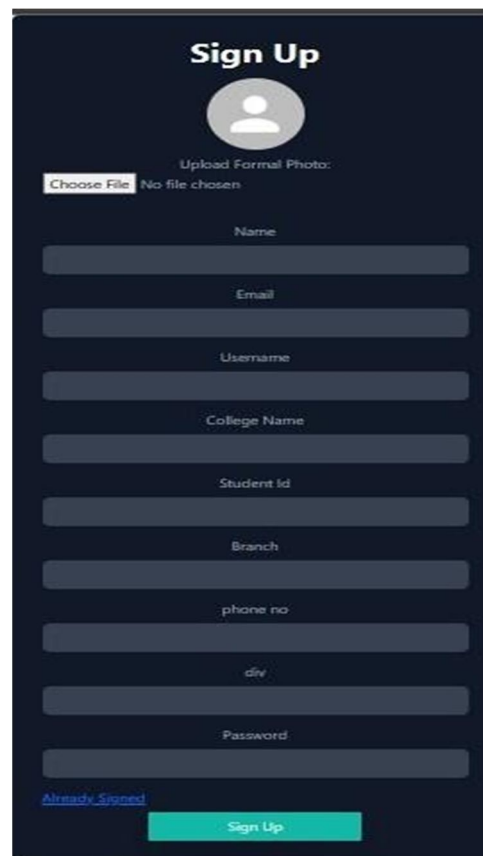 Sign Up
Upload Formal Photo:
Choose File No file chosen
Name
Email
Username
College Name
Student Id
Branch
phone no
div
Password
Already Signed
Sign Up